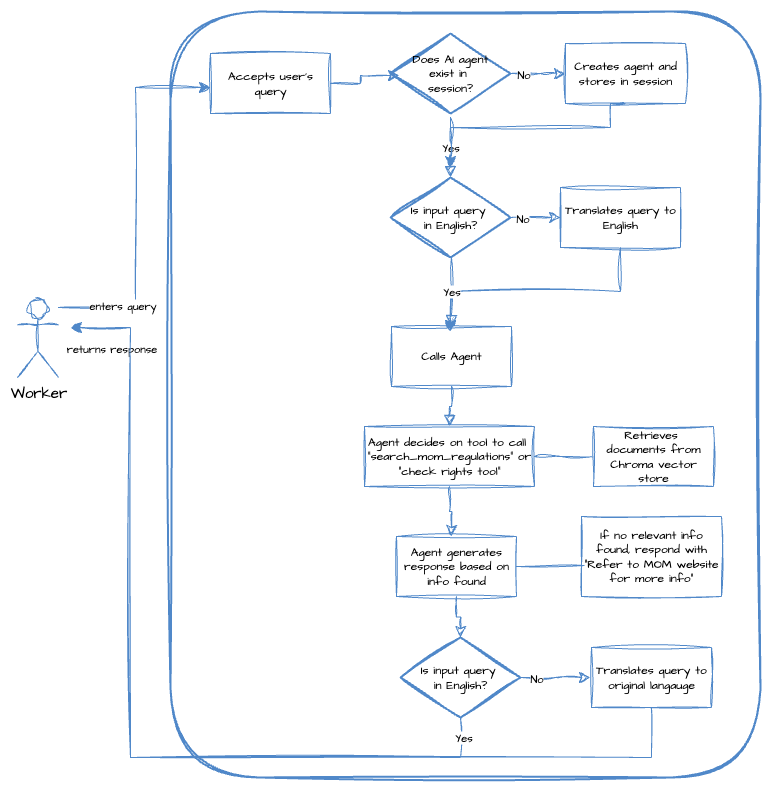 Accepts user's
query
Does AI agent
exist in
session?
No
Creates agent and
stores in session
Yes
Is input query
in English?
No
Translates query to
English
Yes
enters query
returns response
Worker
Calls Agent
Agent decides on tool to call
"search_mom_regulations" or
"check rights tool"
Retrieves
documents from
Chroma vector
store
Agent generates
response based on
info found
If no relevant info
found, respond with
"Refer to MOM website
for more info"
Is input query
in English?
No
Translates query to
original langauge
Yes